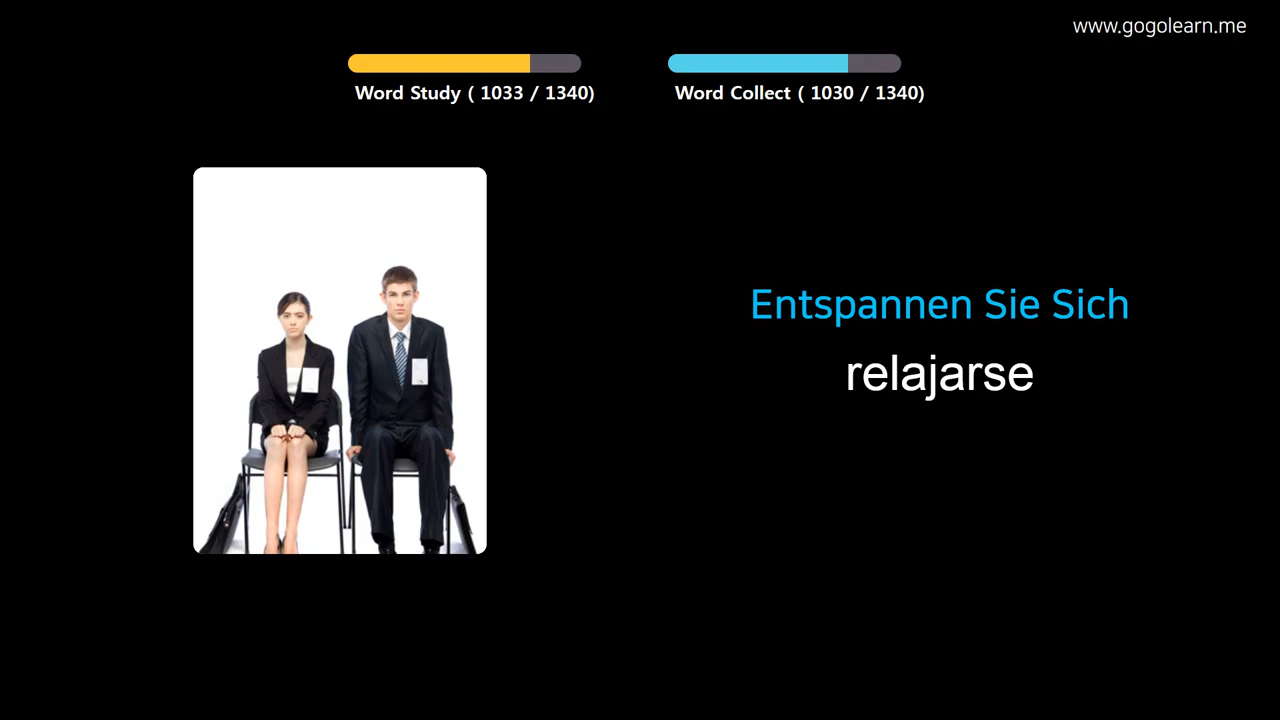 www.gogolearn.me
Word Study ( 1033 / 1340)
Word Collect ( 1030 / 1340)
Entspannen Sie Sich
relajarse